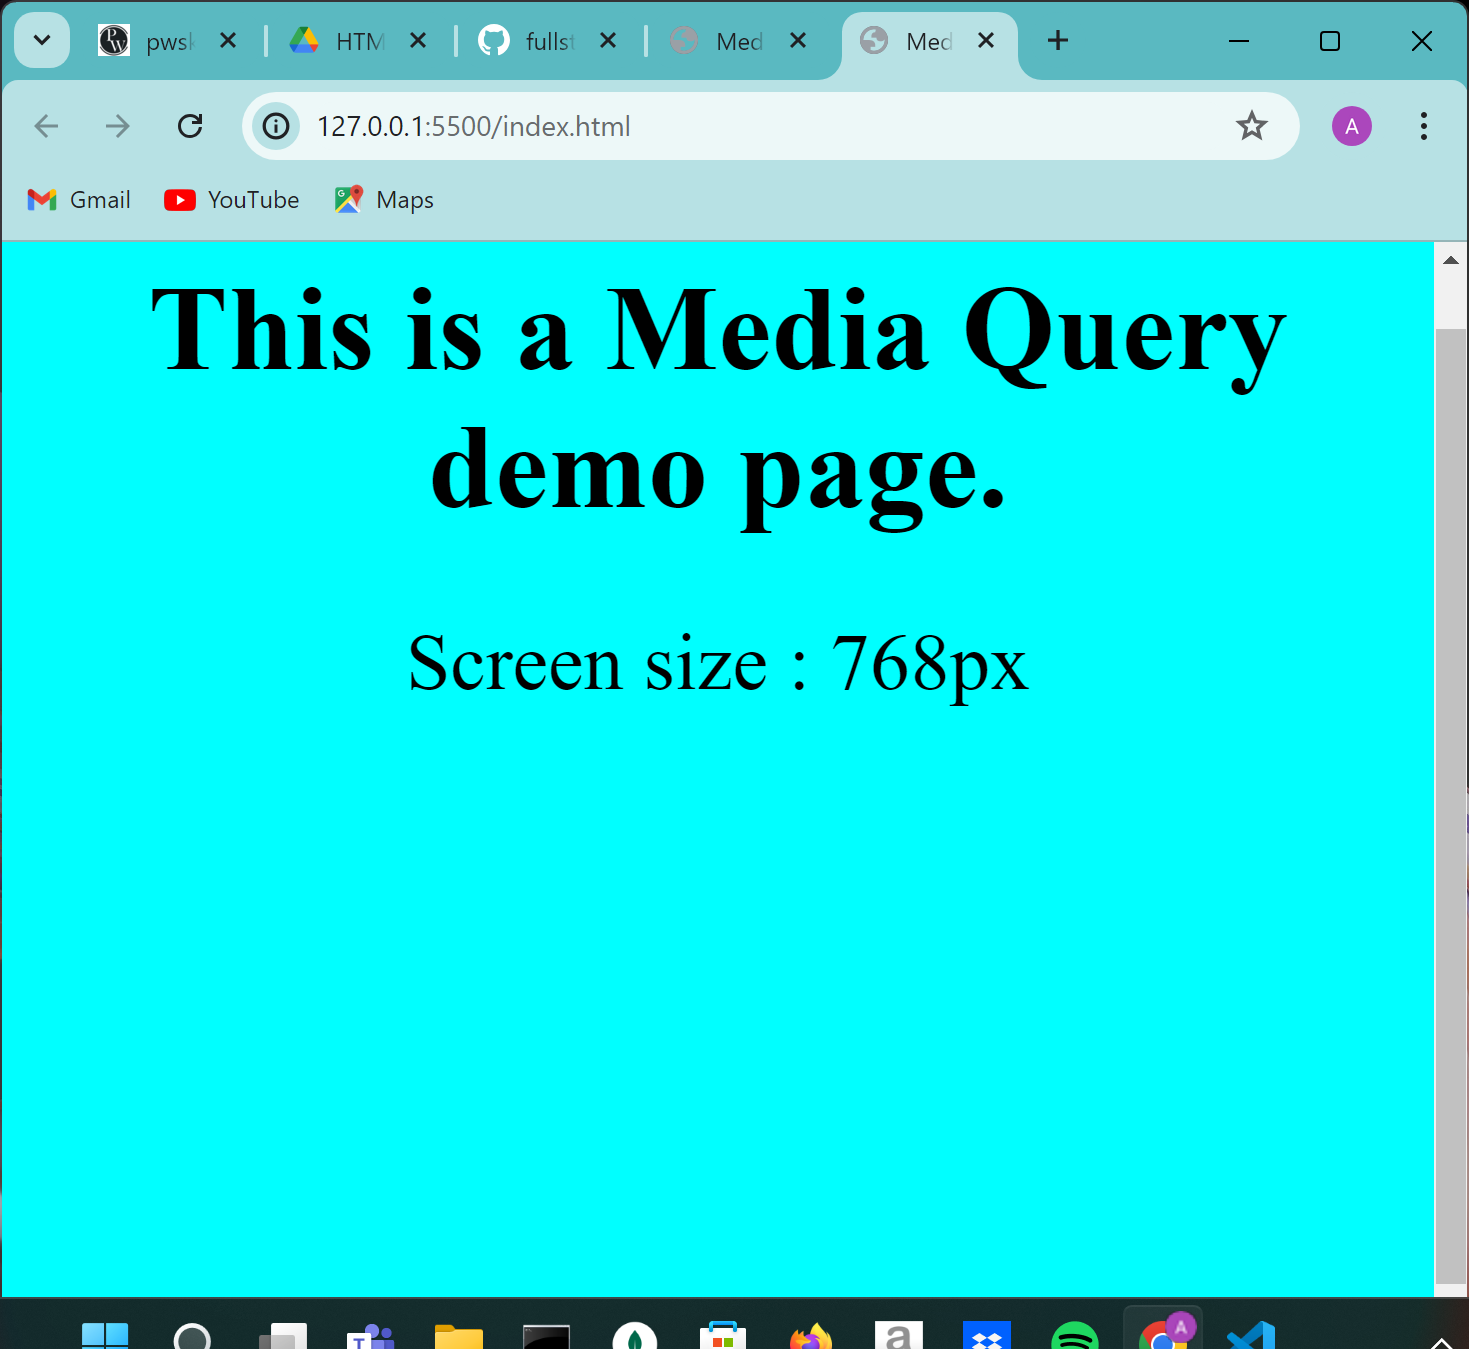 pwsk
HTM
fullst
Med
Med
127.0.0.1:5500/index.html
A
Gmail
YouTube
Maps
This is a Media Query
demo page.
Screen size : 768px
T
a
A